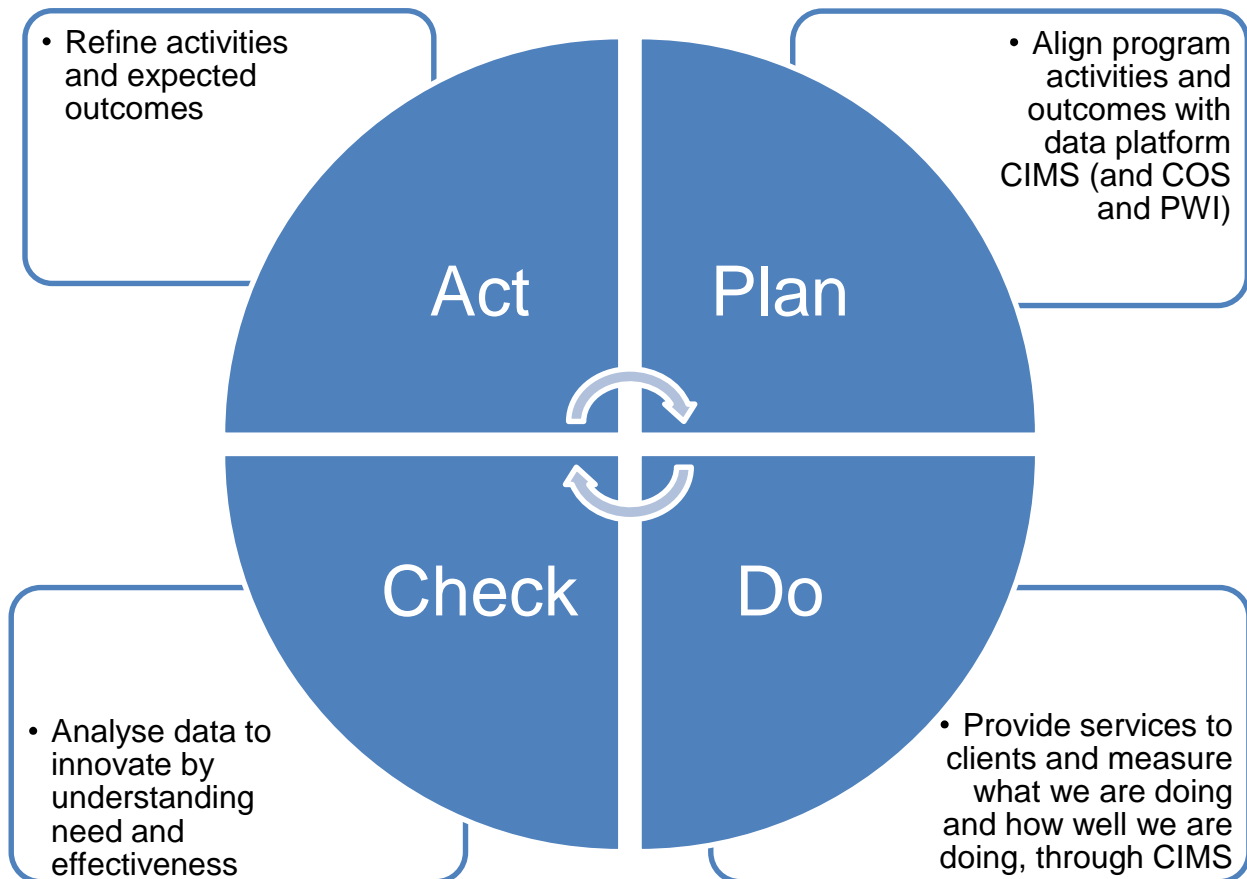 • Refine activities
and expected
outcomes
• Align program
activities and
outcomes with
data platform
CIMS (and COS
and PWI)
Act
Plan
Check
Do
• Analyse data to
innovate by
understanding
need and
effectiveness
• Provide services to
clients and measure
what we are doing
and how well we are
doing, through CIMS